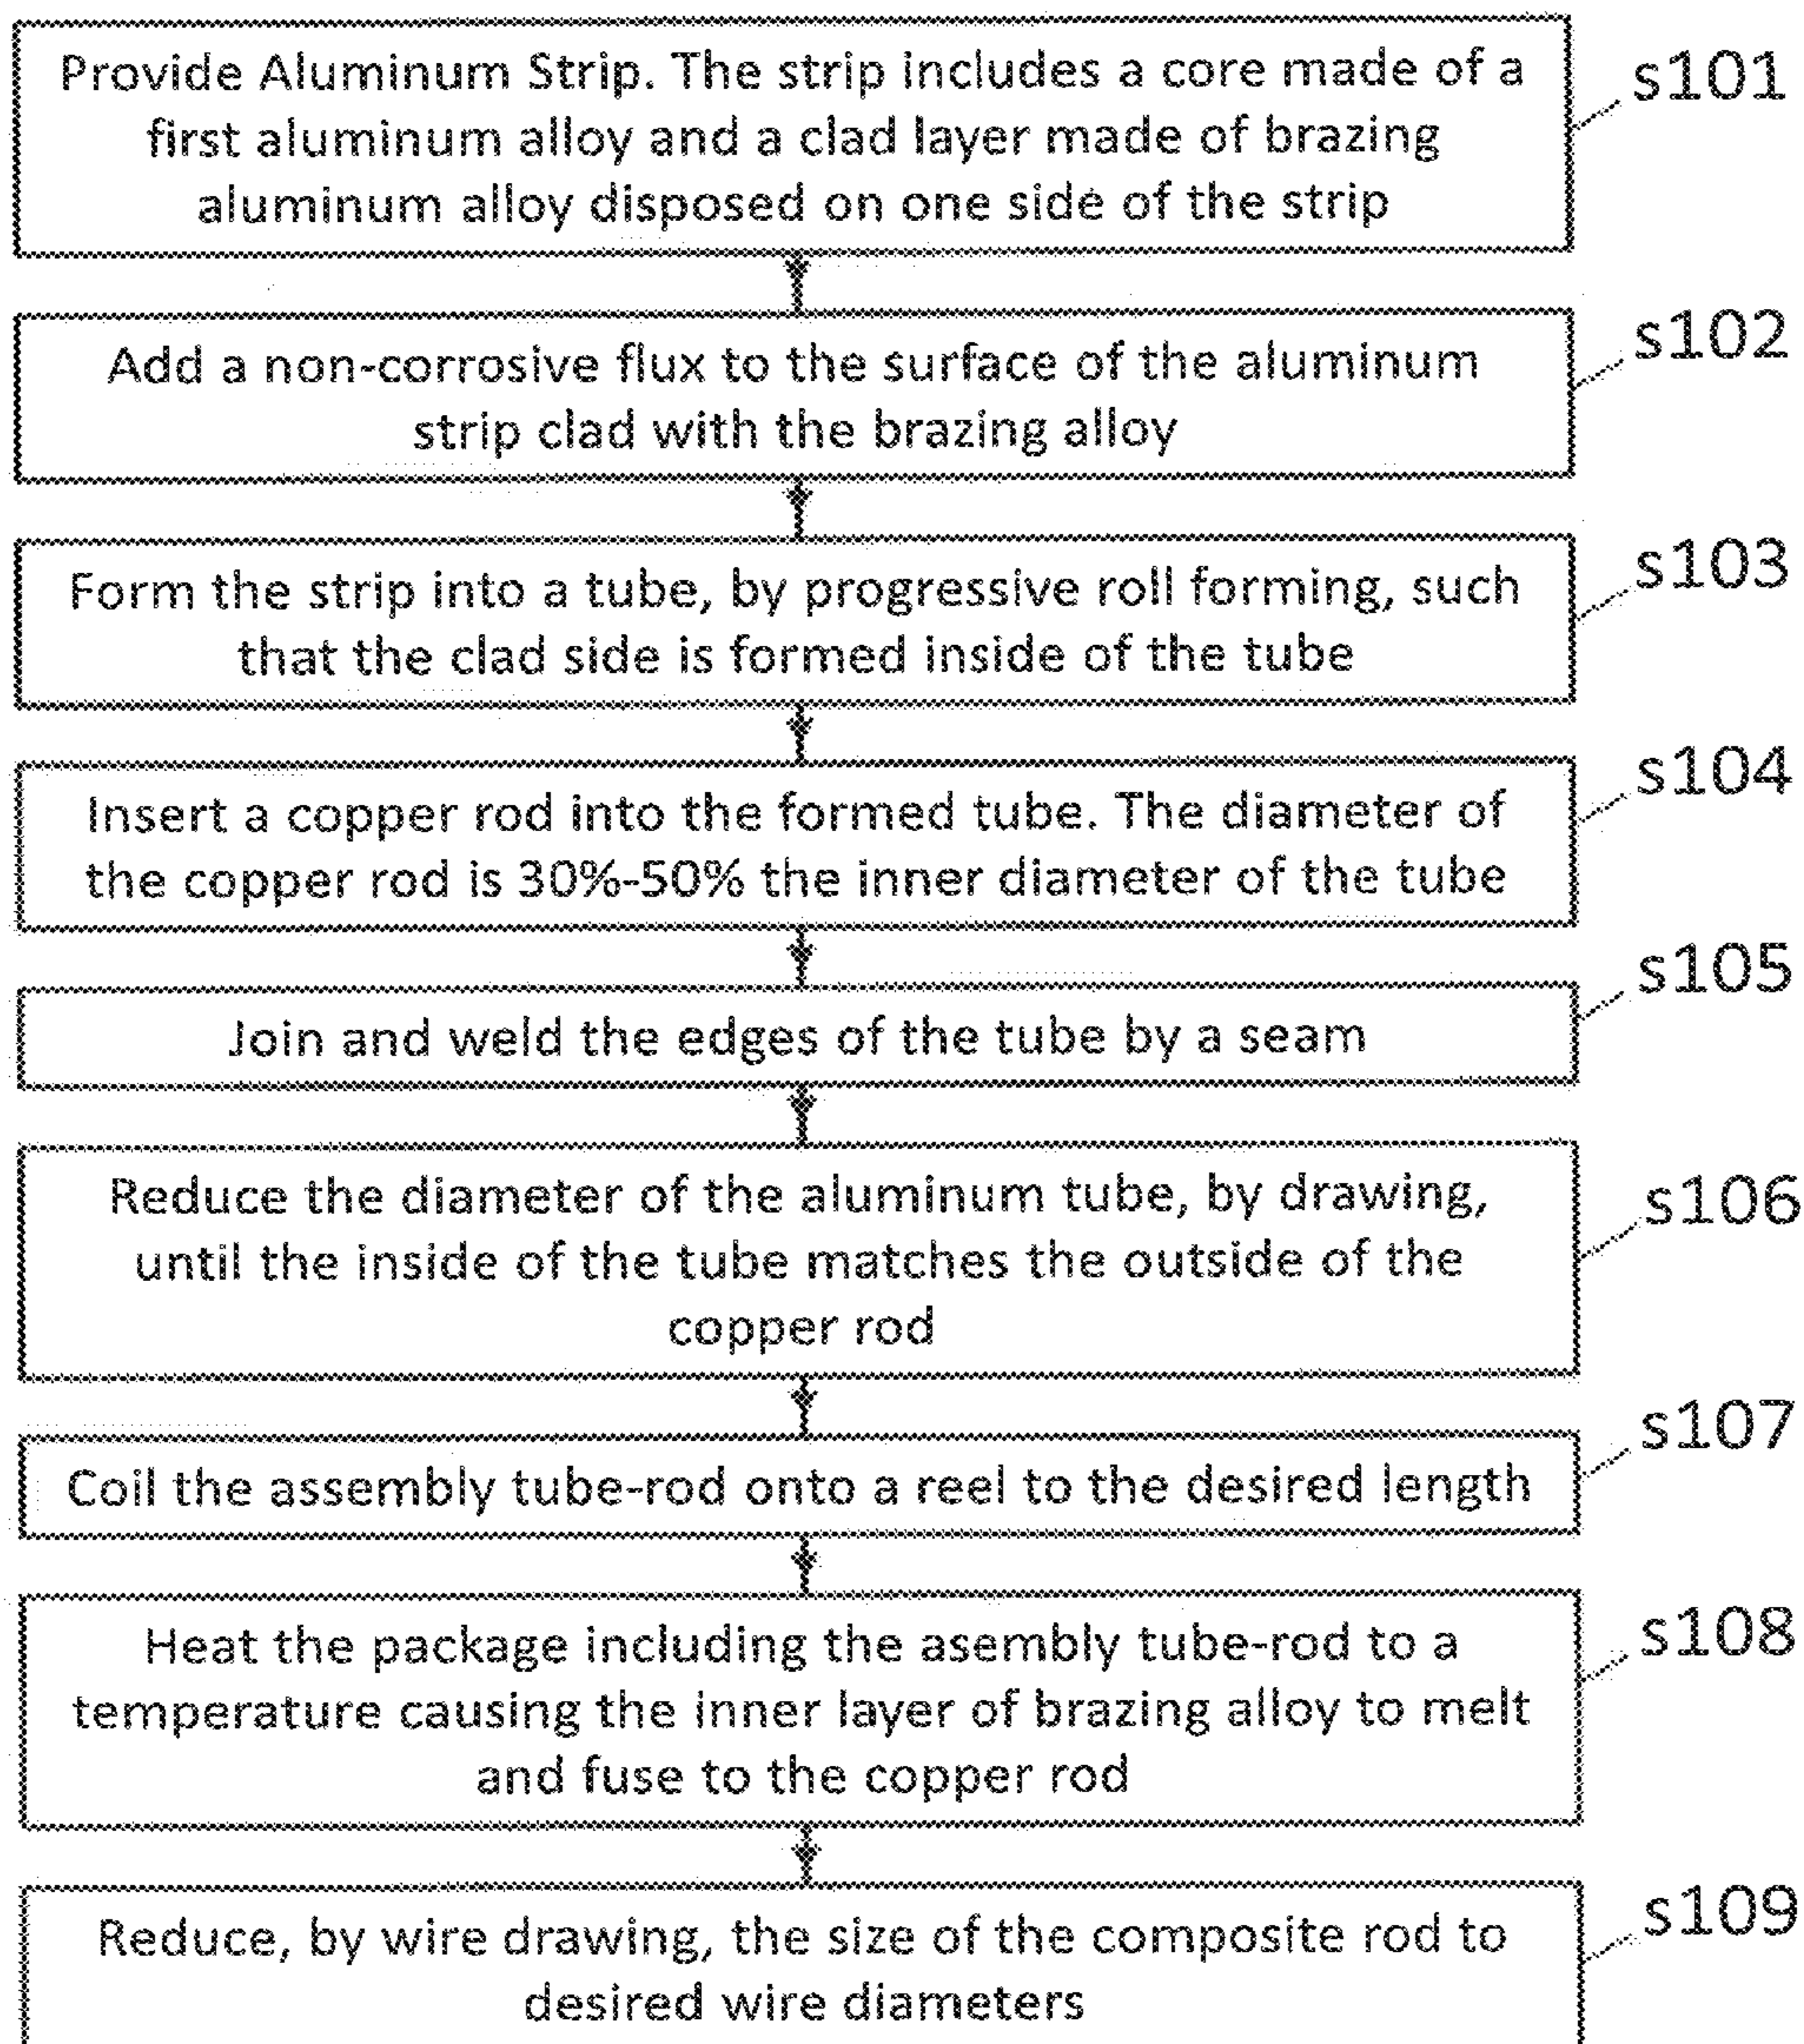 Provide Aluminum Strip. The strip includes a core made of a
first aluminum alloy and a clad layer made of brazing
aluminum alloy disposed on one side of the strip
s101
Add a non-corrosive flux to the surface of the aluminum
strip clad with the brazing alloy
s102
Form the strip into a tube, by progressive roll forming, such
that the clad side is formed inside of the tube
s103
Insert a copper rod into the formed tube. The diameter of
the copper rod is 30%-50% the inner diameter of the tube
s104
Join and weld the edges of the tube by a seam
s105
Reduce the diameter of the aluminum tube, by drawing,
until the inside of the tube matches the outside of the
copper rod
s106
Coil the assembly tube-rod onto a reel to the desired length
s107
Heat the package including the asembly tube-rod to a
temperature causing the inner layer of brazing alloy to melt
and fuse to the copper rod
s108
Reduce, by wire drawing, the size of the composite rod to
desired wire diameters
s109